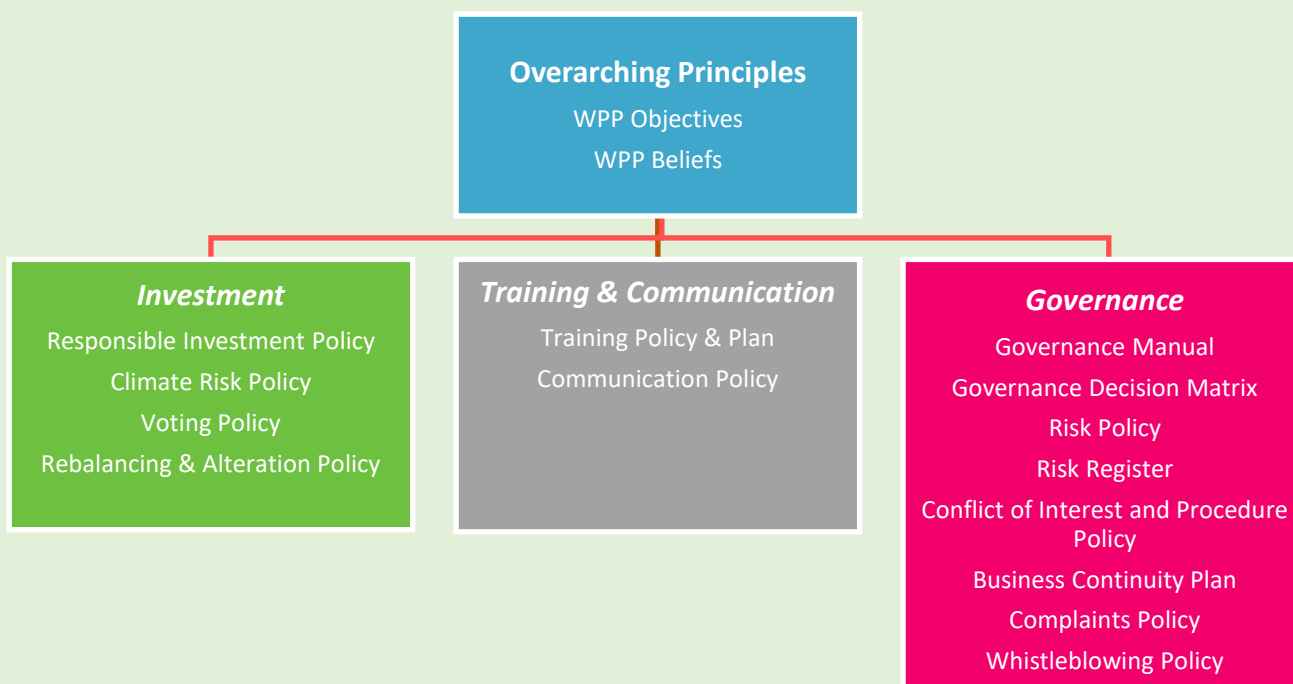 Overarching Principles
WPP Objectives
WPP Beliefs
Investment
Responsible Investment Policy
Climate Risk Policy
Voting Policy
Rebalancing & Alteration Policy
Training & Communication
Training Policy & Plan
Communication Policy
Governance
Governance Manual
Governance Decision Matrix
Risk Policy
Risk Register
Conflict of Interest and Procedure
Policy
Business Continuity Plan
Complaints Policy
Whistleblowing Policy